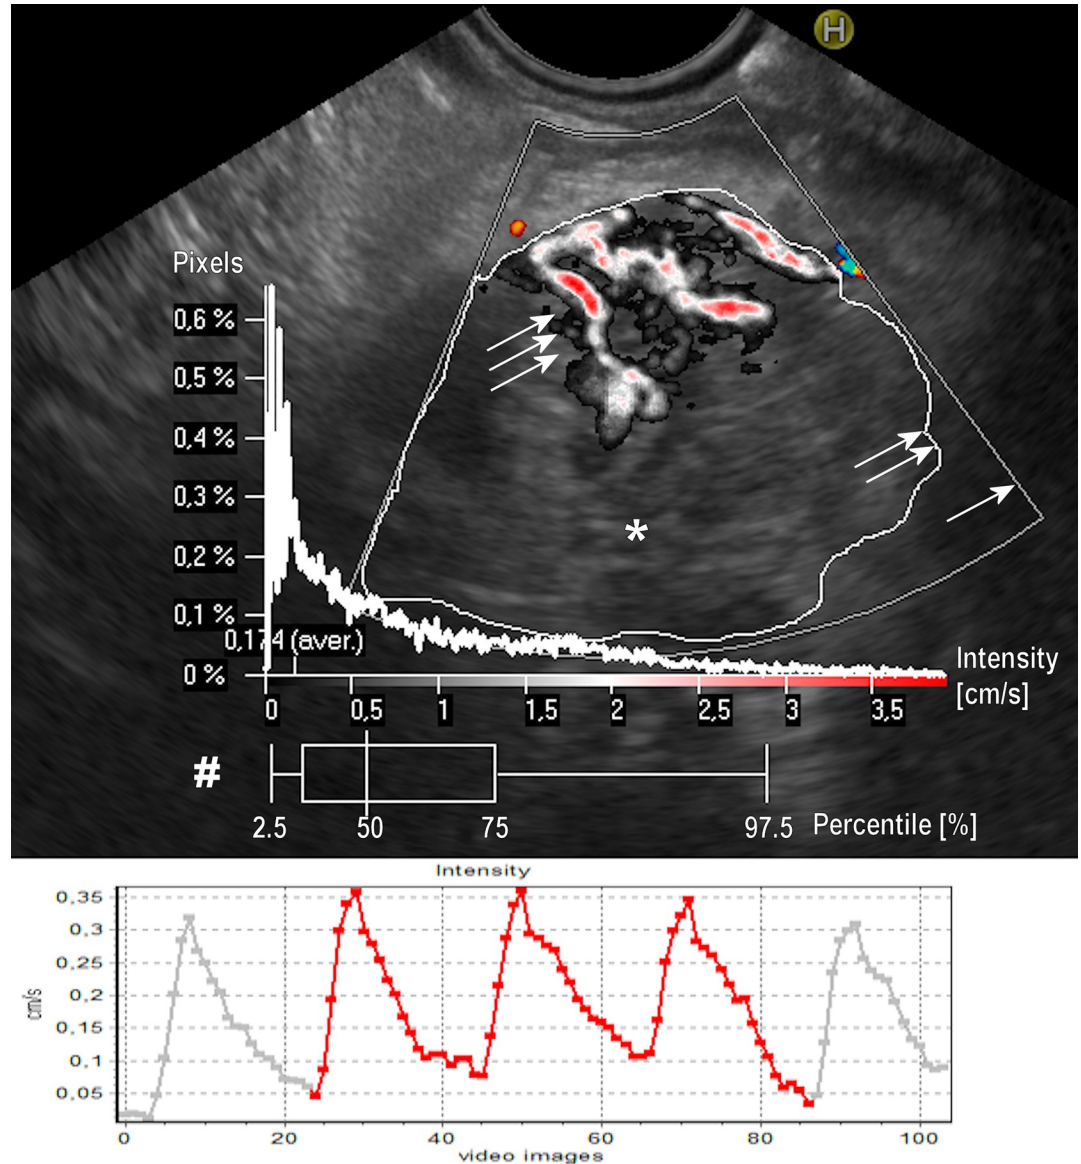 H
Pixels
0,6 %
0,5 %
0,4 %
0,3 %
0,2 %
0,1 %
0,174 (aver.)
0 %
Intensity
[cm/s]
0 0,5 1 1,5 2 2,5 3 3,5
*
#
2.5 50 75 97.5 Percentile [%]
Intensity
0,35
0,3
0,25
0,2
0,15
0,1
0,05
cm/s
0 20 40 60 80 100
video images